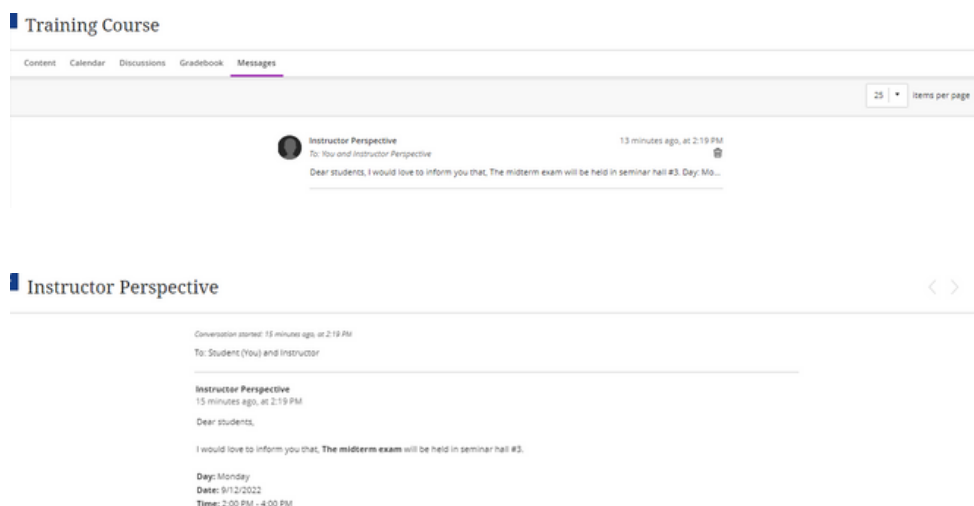 Training Course
Content Calendar Discussions Gradebook Messages
25 items per page
Instructor Perspective 13 minutes ago, at 2:19 PM
To: You and Instructor Perspective
Dear students, I would love to inform you that, The midterm exam will be held in seminar hall #3. Day: Mo...
Instructor Perspective
Conversation started: 15 minutes ago, at 2:19 PM
To: Student (You) and Instructor
Instructor Perspective
15 minutes ago, at 2:19 PM
Dear students,
I would love to inform you that, The midterm exam will be held in seminar hall #3.
Day: Monday
Date: 9/12/2022
Time: 2:00 PM - 4:00 PM